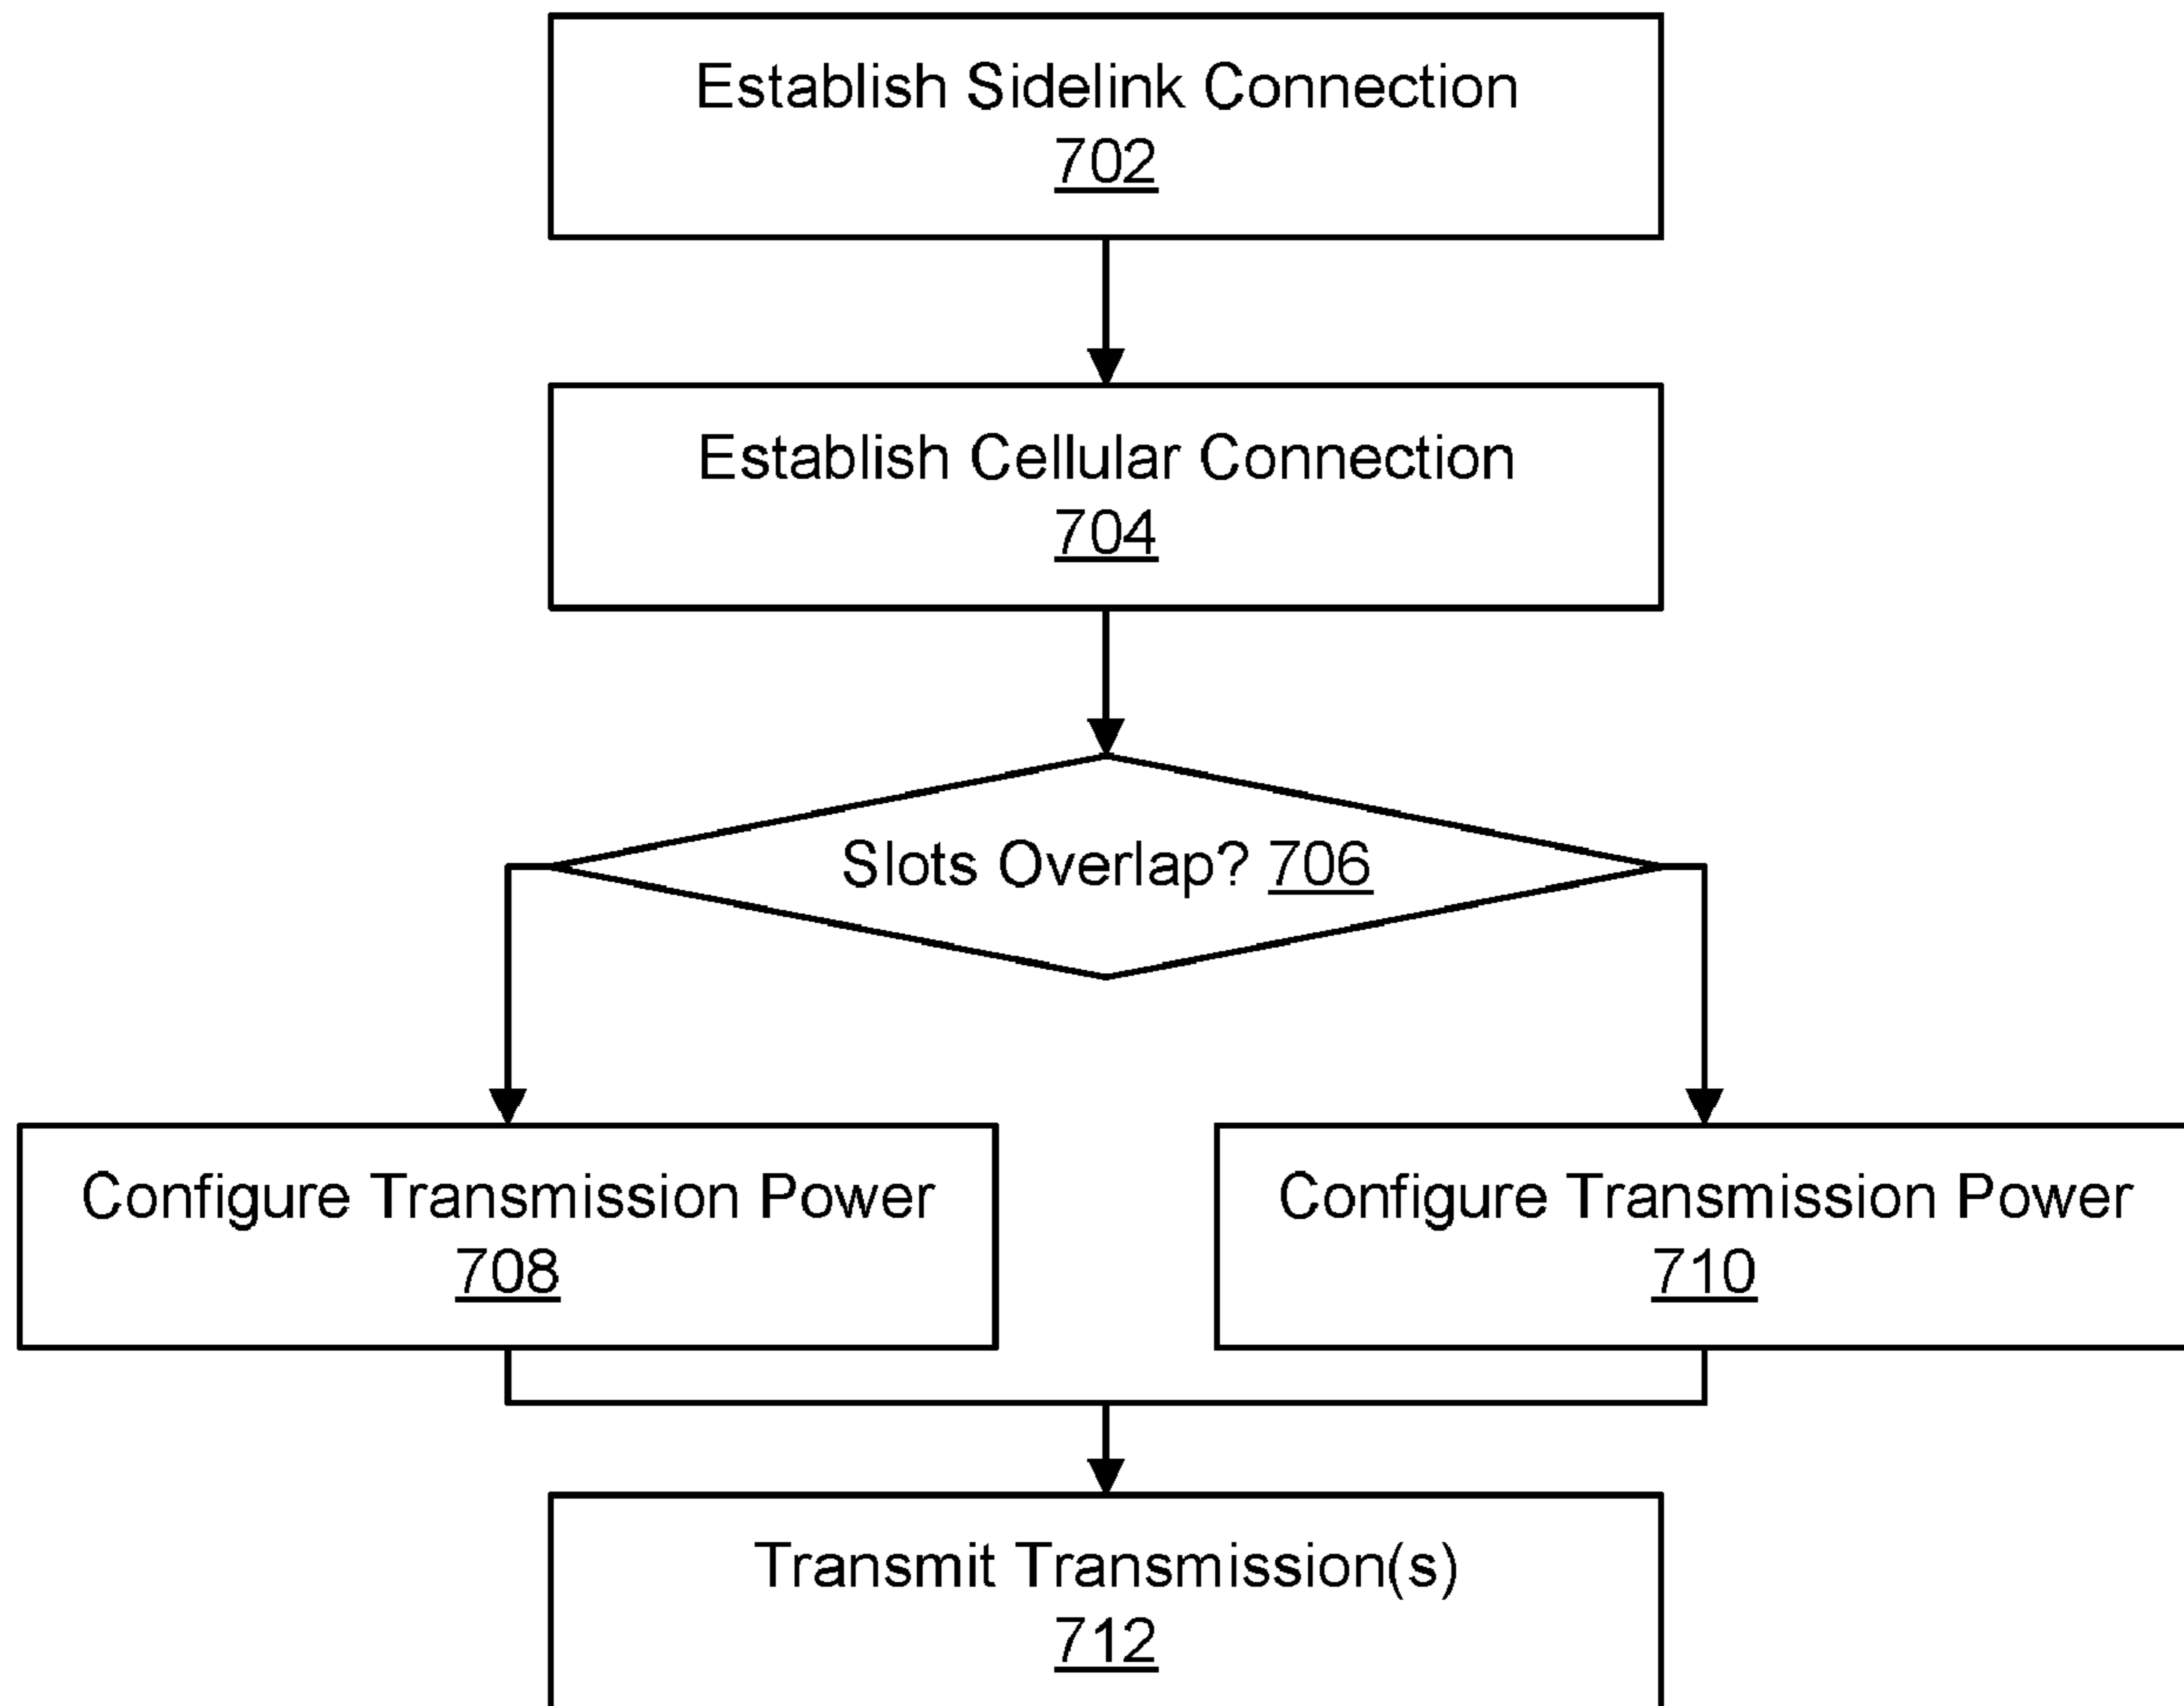 Establish Sidelink Connection
702
Establish Cellular Connection
704
Slots Overlap? 706
Configure Transmission Power
708
Configure Transmission Power
710
Transmit Transmission(s)
712